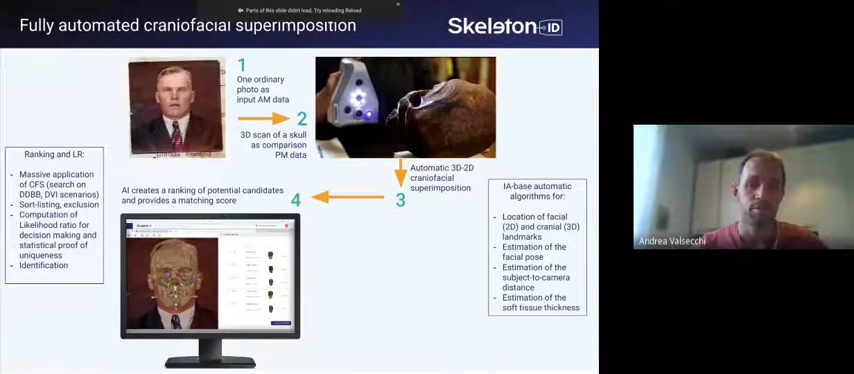 Parts of this slide didn't load. Try reloading Reload
Fully automated craniofacial superimposition
Skeleton-ID
1
One ordinary
photo as
input AM data
2
3D scan of a skull
as comparison
PM data
Automatic 3D-2D
craniofacial
superimposition
3
AI creates a ranking of potential candidates
and provides a matching score
4
Ranking and LR:
- Massive application
of CFS (search on
DDBB, DVI scenarios)
- Sort-listing, exclusion
- Computation of
Likelihood ratio for
decision making and
statistical proof of
uniqueness
- Identification
IA-base automatic
algorithms for:
- Location of facial
(2D) and cranial (3D)
landmarks
- Estimation of the
facial pose
- Estimation of the
subject-to-camera
distance
- Estimation of the
soft tissue thickness
Andrea Valsecchi